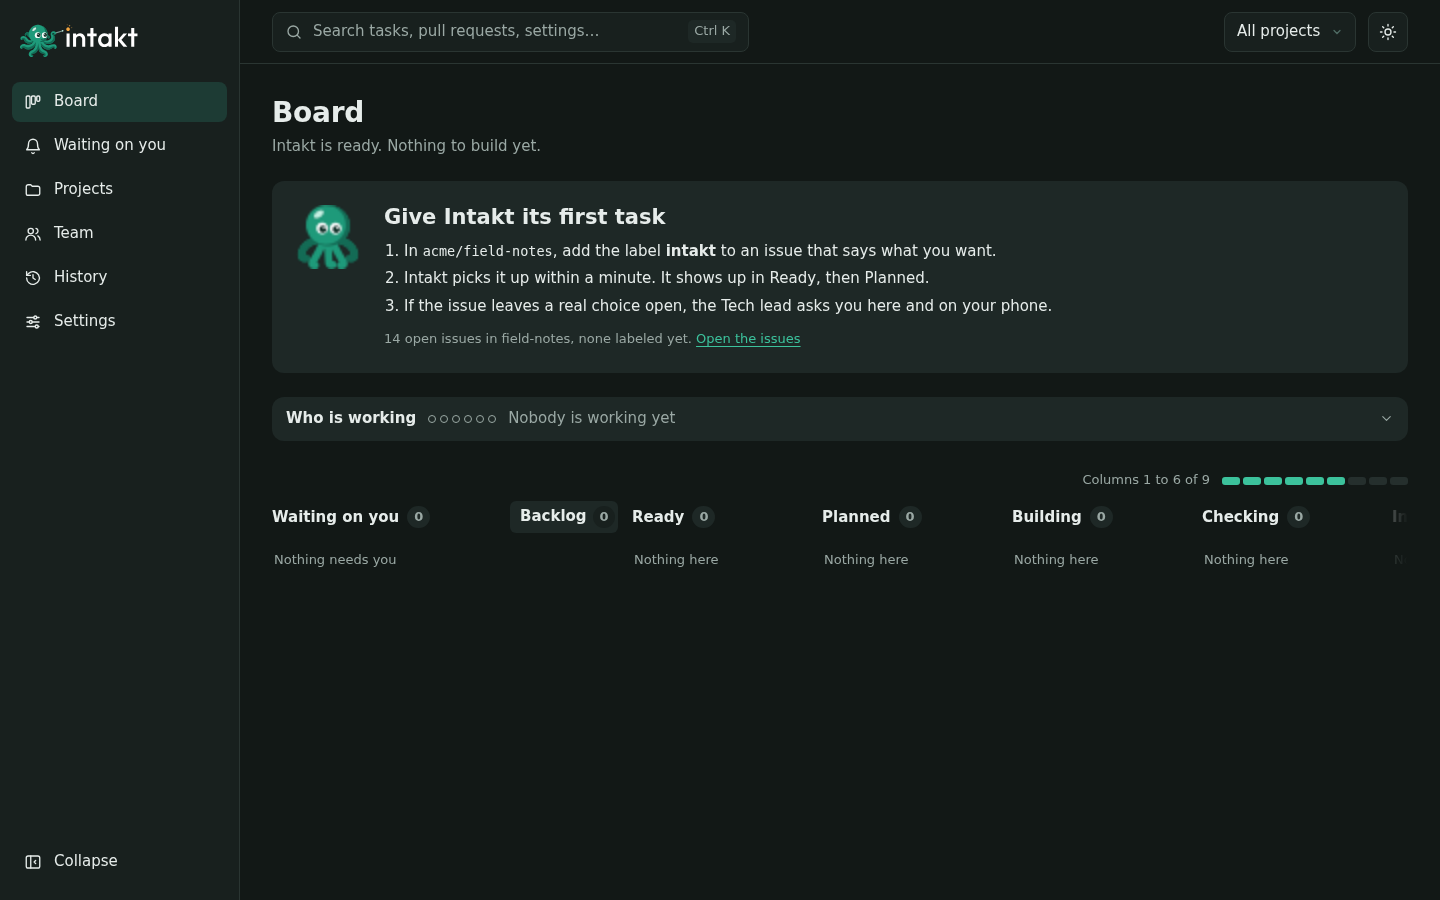 intakt
Search tasks, pull requests, settings... Ctrl K
All projects
Board
Waiting on you
Projects
Team
History
Settings
Collapse
Board
Intakt is ready. Nothing to build yet.
Give Intakt its first task
1. In acme/field-notes, add the label intakt to an issue that says what you want.
2. Intakt picks it up within a minute. It shows up in Ready, then Planned.
3. If the issue leaves a real choice open, the Tech lead asks you here and on your phone.
14 open issues in field-notes, none labeled yet. Open the issues
Who is working Nobody is working yet
Columns 1 to 6 of 9
Waiting on you 0 Backlog 0 Ready 0 Planned 0 Building 0 Checking 0
Nothing needs you Nothing here Nothing here Nothing here Nothing here